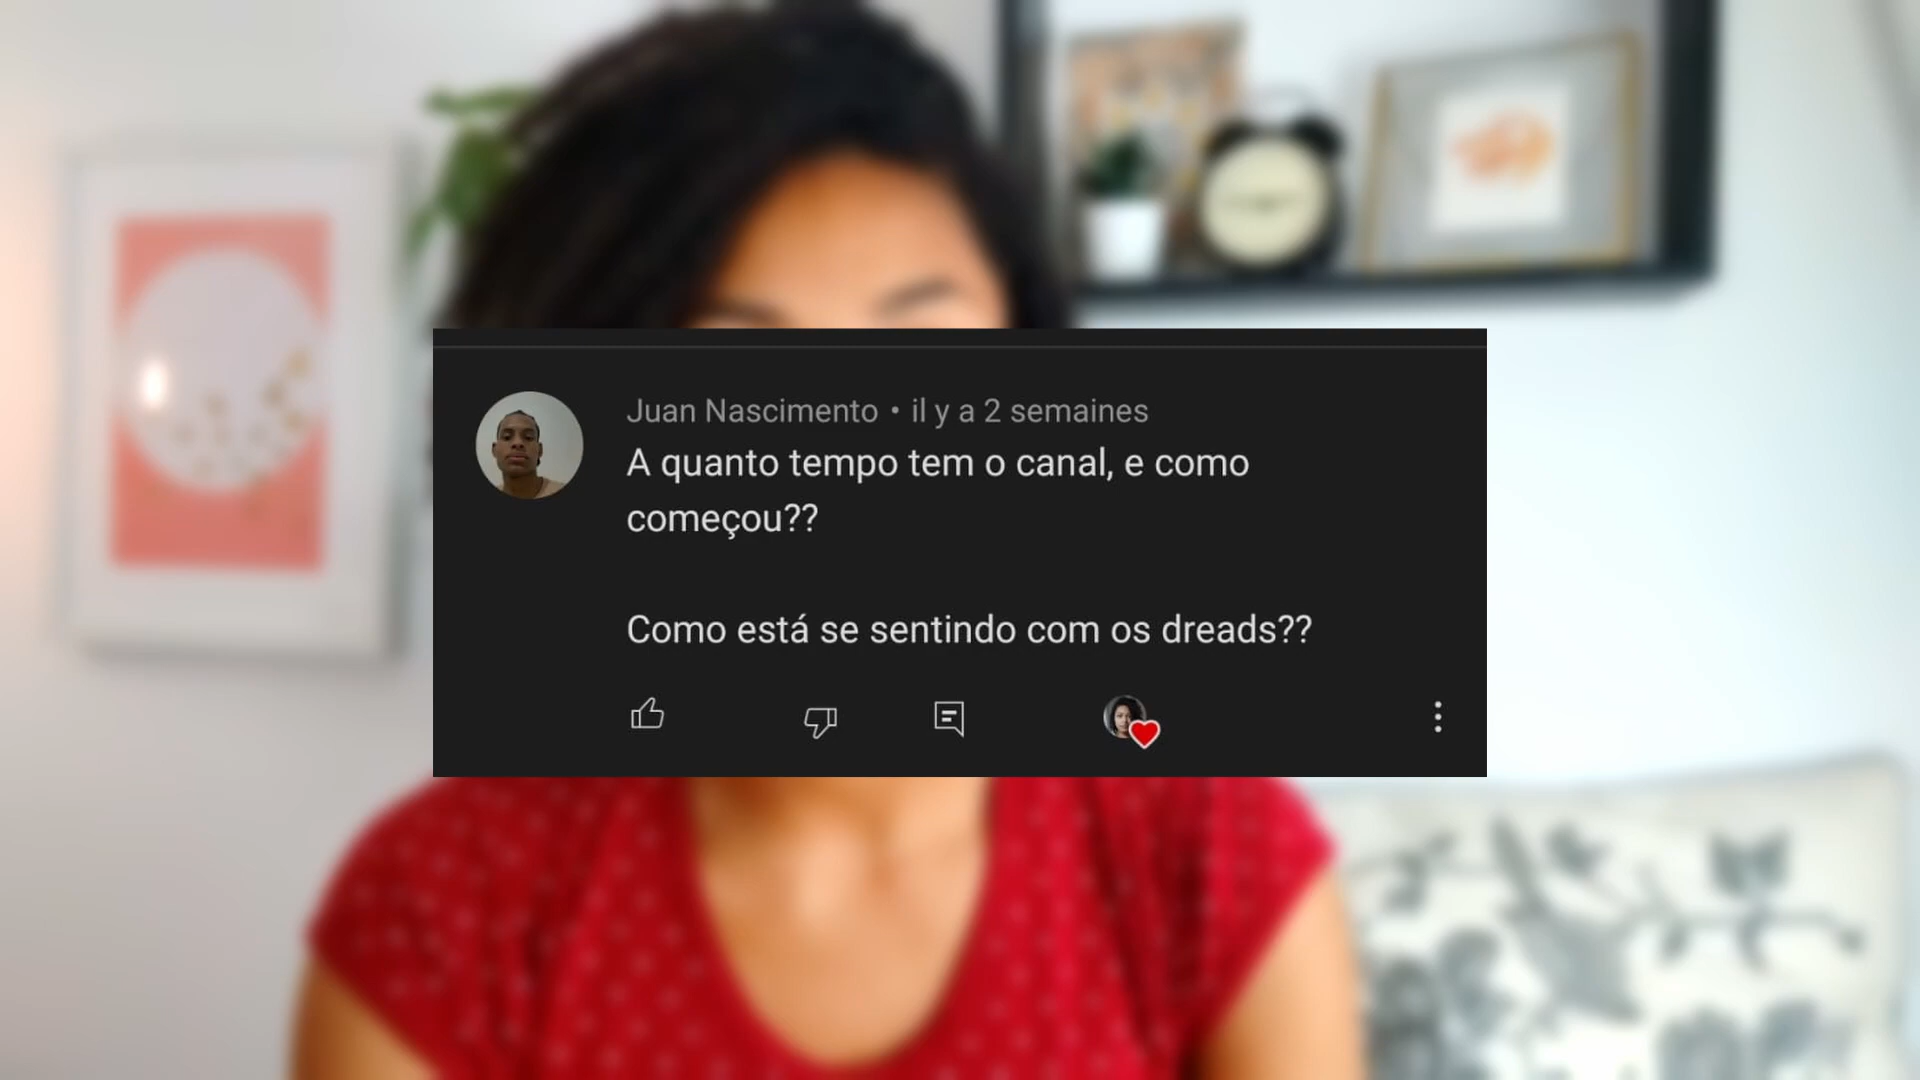 Juan Nascimento • il y a 2 semaines
A quanto tempo tem o canal, e como
começou??
Como está se sentindo com os dreads??